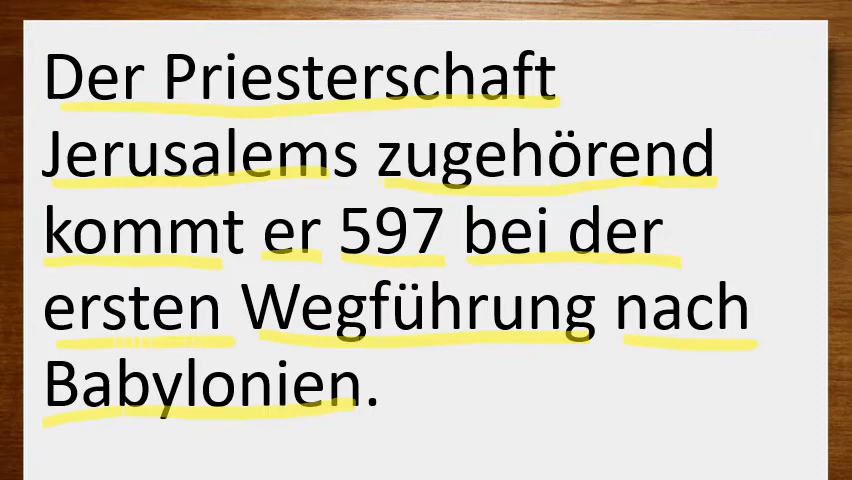 Der Priesterschaft
Jerusalems zugehörend
kommt er 597 bei der
ersten Wegführung nach
Babylonien.